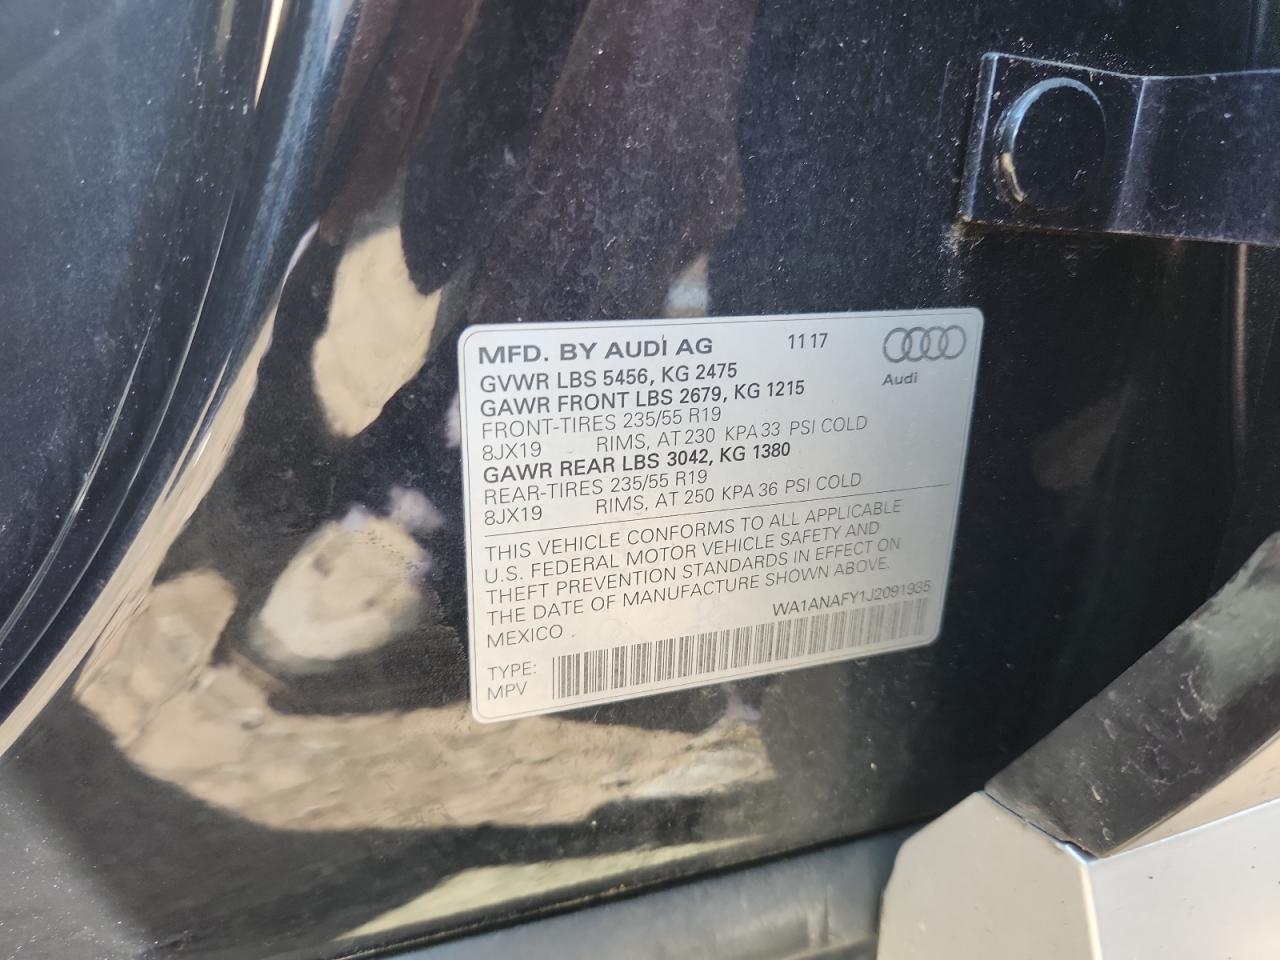 MFD. BY AUDI AG 11 17
Audi
GVWR LBS 5456, KG 2475
GAWR FRONT LBS 2679, KG 1215
FRONT-TIRES 235/55 R19
8JX19 RIMS, AT 230 KPA 33 PSI COLD
GAWR REAR LBS 3042, KG 1380
REAR-TIRES 235/55 R19
8JX19 RIMS, AT 250 KPA 36 PSI COLD
THIS VEHICLE CONFORMS TO ALL APPLICABLE
U.S. FEDERAL MOTOR VEHICLE SAFETY AND
THEFT PREVENTION STANDARDS IN EFFECT ON
THE DATE OF MANUFACTURE SHOWN ABOVE.
MEXICO WA1ANAFY1J2091935
TYPE:
MPV